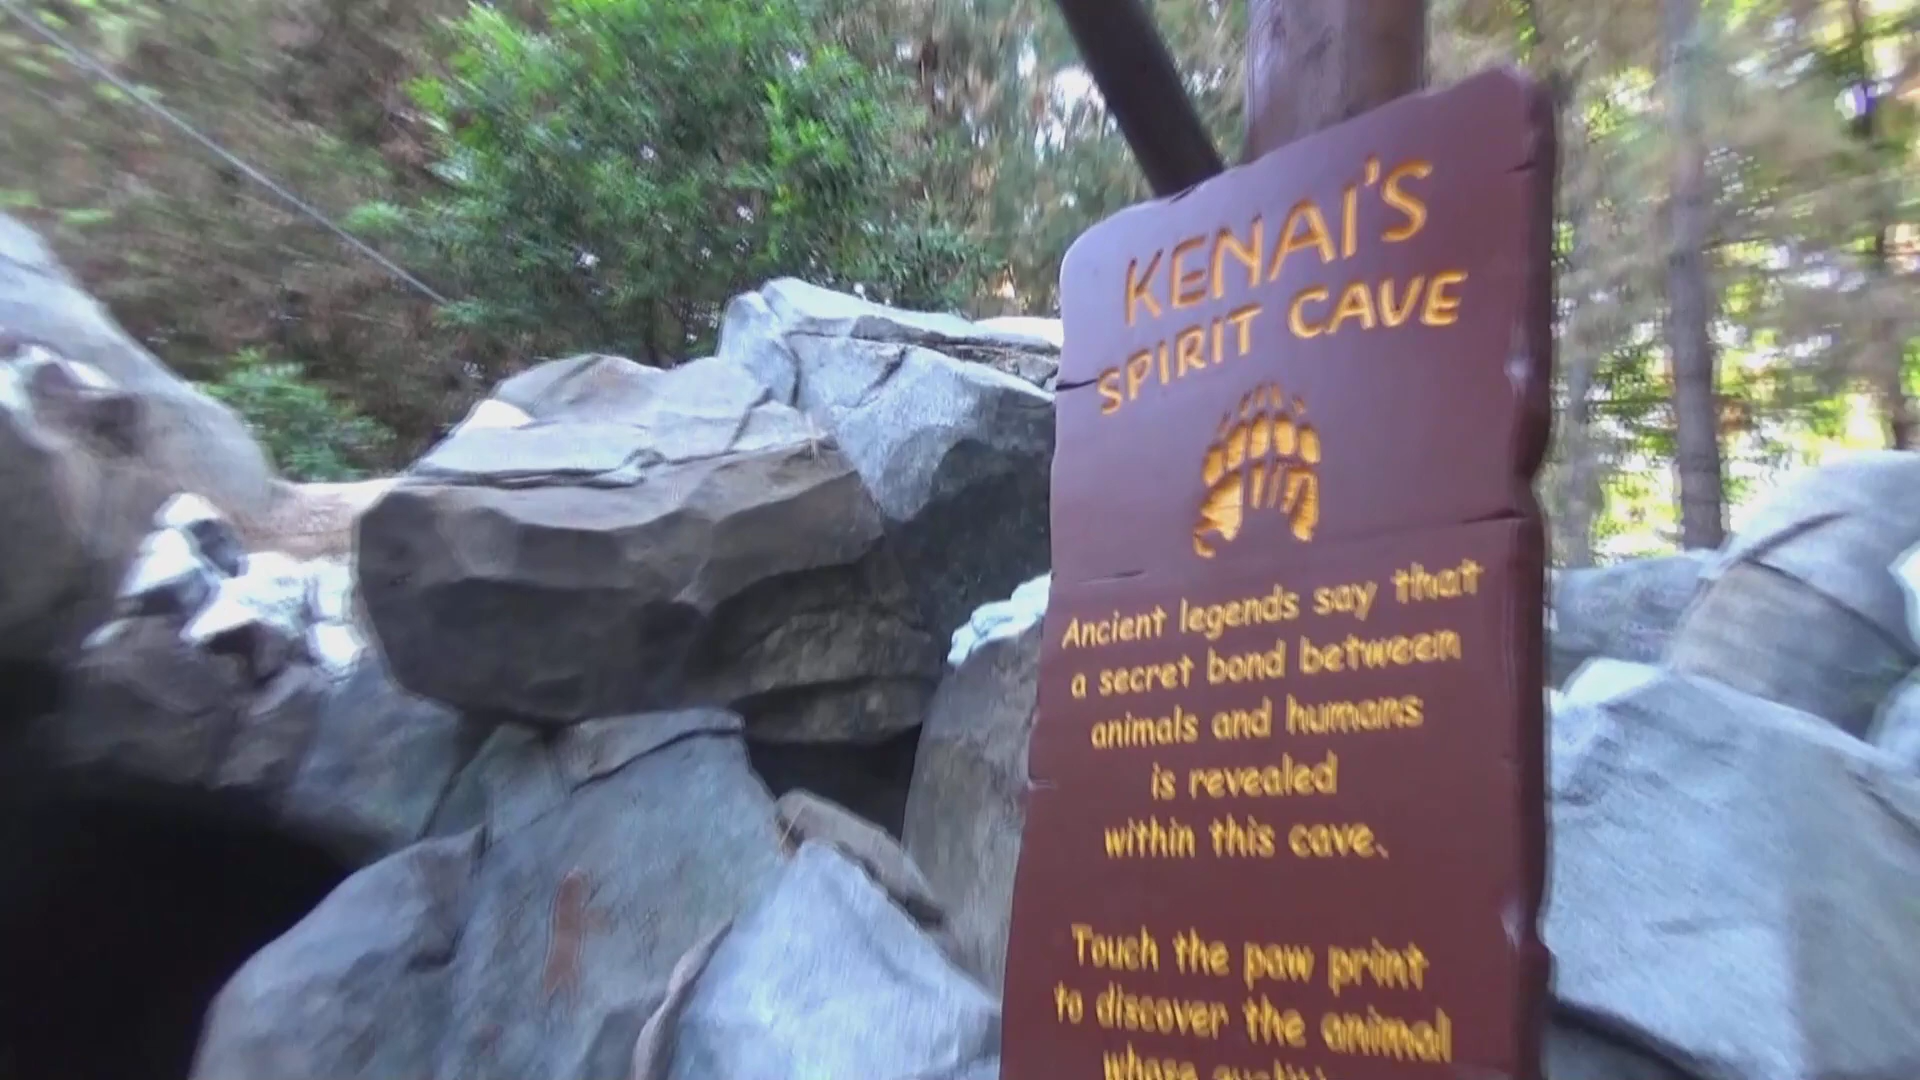 KENAI'S
SPIRIT CAVE
Ancient legends say that
a secret bond between
animals and humans
is revealed
within this cave.
Touch the paw print
to discover the animal
whose